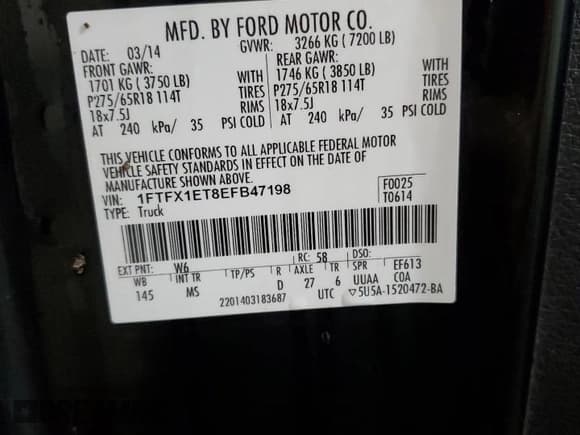 MFD. BY FORD MOTOR CO.
DATE: 03/14 GVWR: 3266 KG ( 7200 LB)
FRONT GAWR: REAR GAWR:
1701 KG ( 3750 LB) WITH 1746 KG ( 3850 LB) WITH
P275/65R18 114T TIRES P275/65R18 114T TIRES
18x7.5J RIMS 18x7.5J RIMS
AT 240 kPa/ 35 PSI COLD AT 240 kPa/ 35 PSI COLD
THIS VEHICLE CONFORMS TO ALL APPLICABLE FEDERAL MOTOR
VEHICLE SAFETY STANDARDS IN EFFECT ON THE DATE OF
MANUFACTURE SHOWN ABOVE.
VIN: 1FTFX1ET8EFB47198 F0025
TYPE: Truck T0614
EXT PNT: W6 RC: 58 DSO:
WB INT TR TP/PS R AXLE TR SPR EF613
145 MS D 27 6 UUAA COA
2201403183687 UTC ▽5U5A-1520472-BA